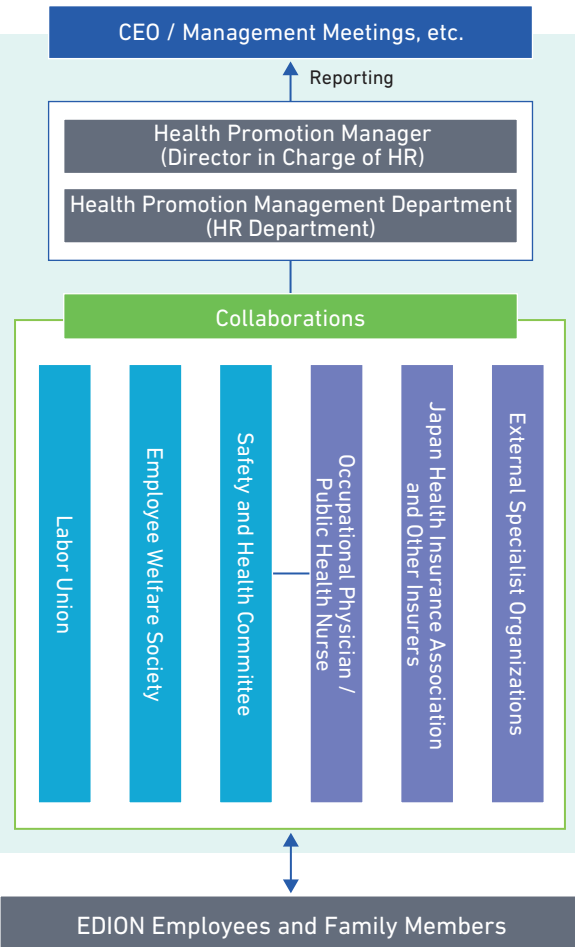 CEO / Management Meetings, etc.
Reporting
Health Promotion Manager
(Director in Charge of HR)
Health Promotion Management Department
(HR Department)
Collaborations
Labor Union
Employee Welfare Society
Safety and Health Committee
Occupational Physician /
Public Health Nurse
Japan Health Insurance Association
and Other Insurers
External Specialist Organizations
EDION Employees and Family Members